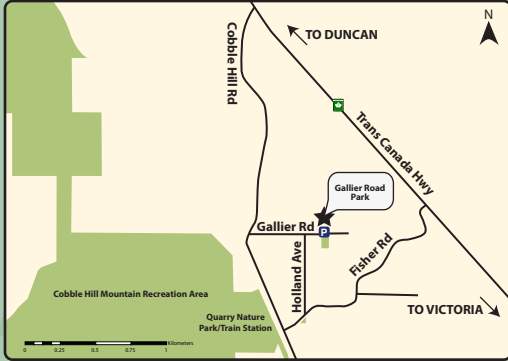 N
TO DUNCAN
Cobble Hill Rd
Trans Canada Hwy
Gallier Road
Park
Gallier Rd
P
Holland Ave
Fisher Rd
Cobble Hill Mountain Recreation Area
TO VICTORIA
Quarry Nature
Park/Train Station
Kilometers
0 0.25 0.5 0.75 1